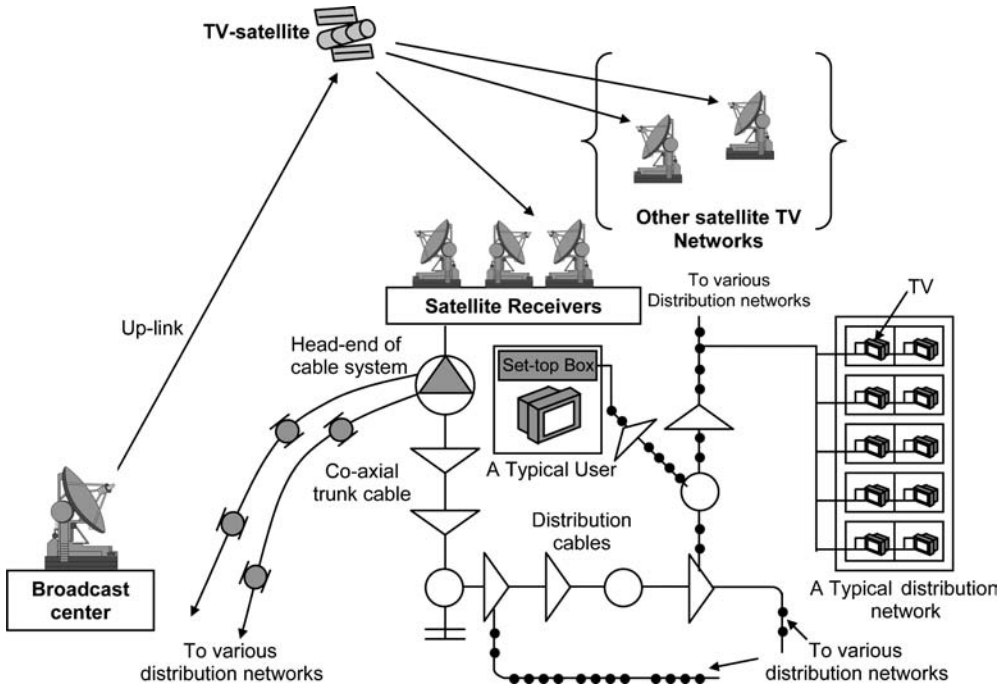 TV-satellite
Other satellite TV
Networks
Up-link
Satellite Receivers
To various
Distribution networks
TV
Head-end of
cable system
Set-top Box
A Typical User
Co-axial
trunk cable
Distribution
cables
Broadcast
center
A Typical distribution
network
To various
distribution networks
To various
distribution networks